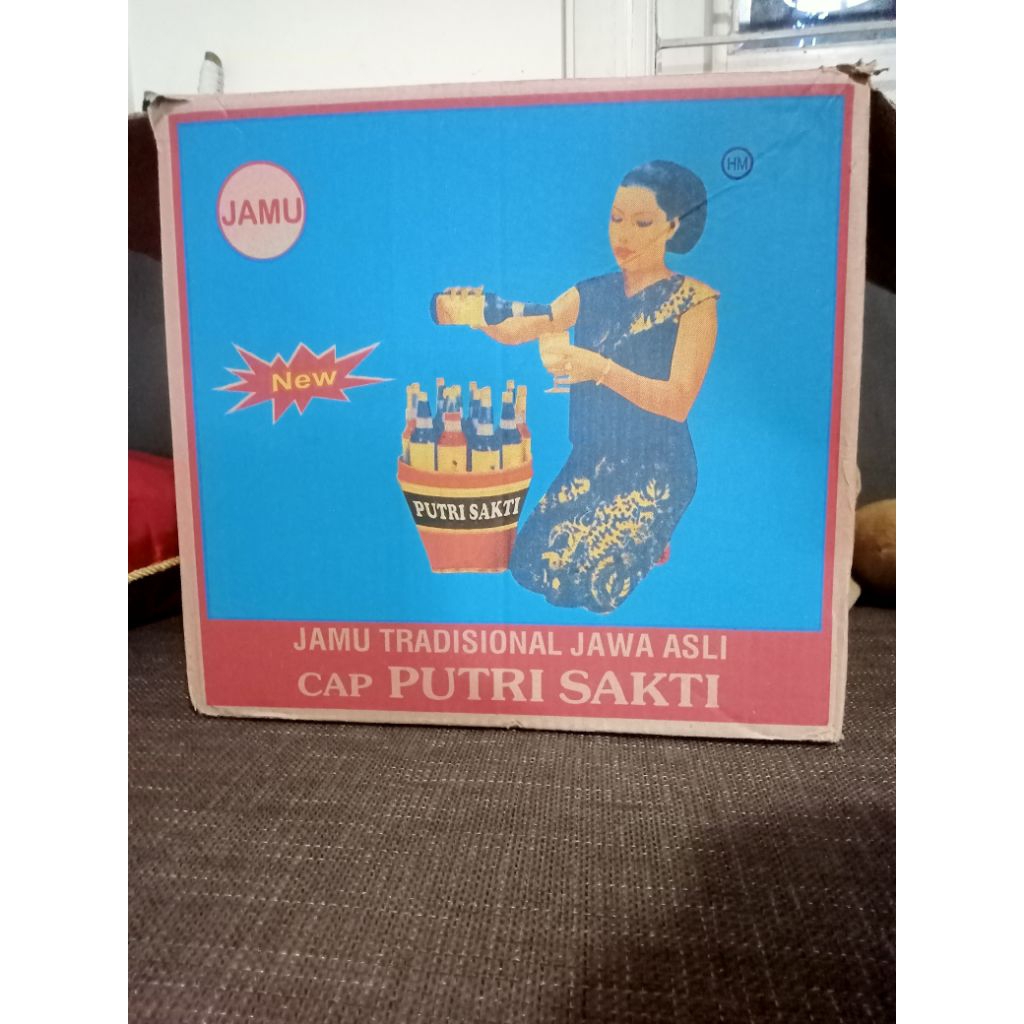 HM
JAMU
New
PUTRI SAKTI
JAMU TRADISIONAL JAWA ASLI
CAP PUTRI SAKTI